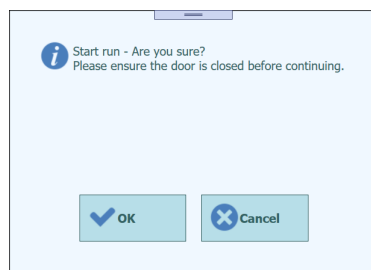 Start run - Are you sure?
Please ensure the door is closed before continuing.
OK
Cancel